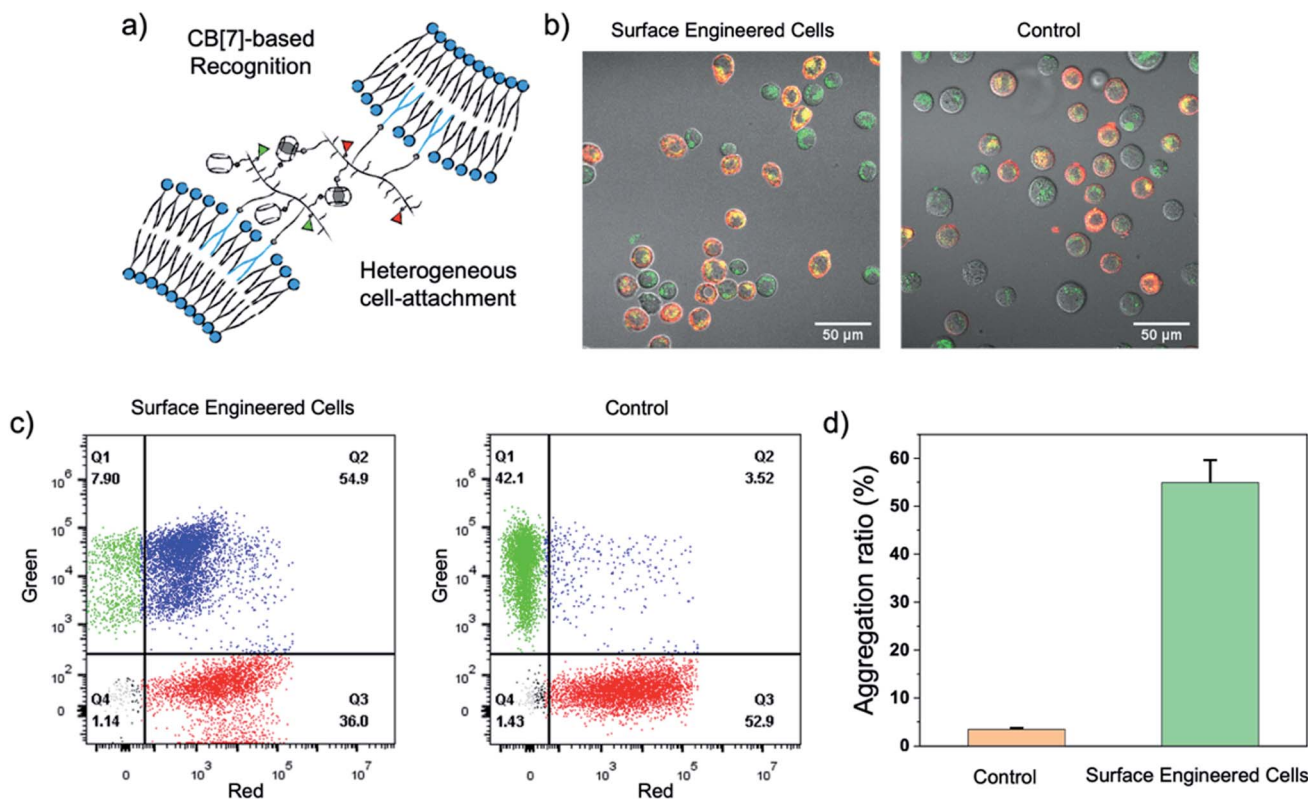 a)
CB[7]-based
Recognition
Heterogeneous
cell-attachment
b)
Surface Engineered Cells
Control
50 µm
50 µm
c)
Surface Engineered Cells
Control
Q1
7.90
Q2
54.9
Q4
1.14
Q3
36.0
10⁶
10⁵
10⁴
10³
10²
0
Green
0
10³
10⁵
10⁷
Red
Q1
42.1
Q2
3.52
Q4
1.43
Q3
52.9
10⁶
10⁵
10⁴
10³
10²
0
Green
0
10³
10⁵
10⁷
Red
d)
Aggregation ratio (%)
60
50
40
30
20
10
0
Control
Surface Engineered Cells